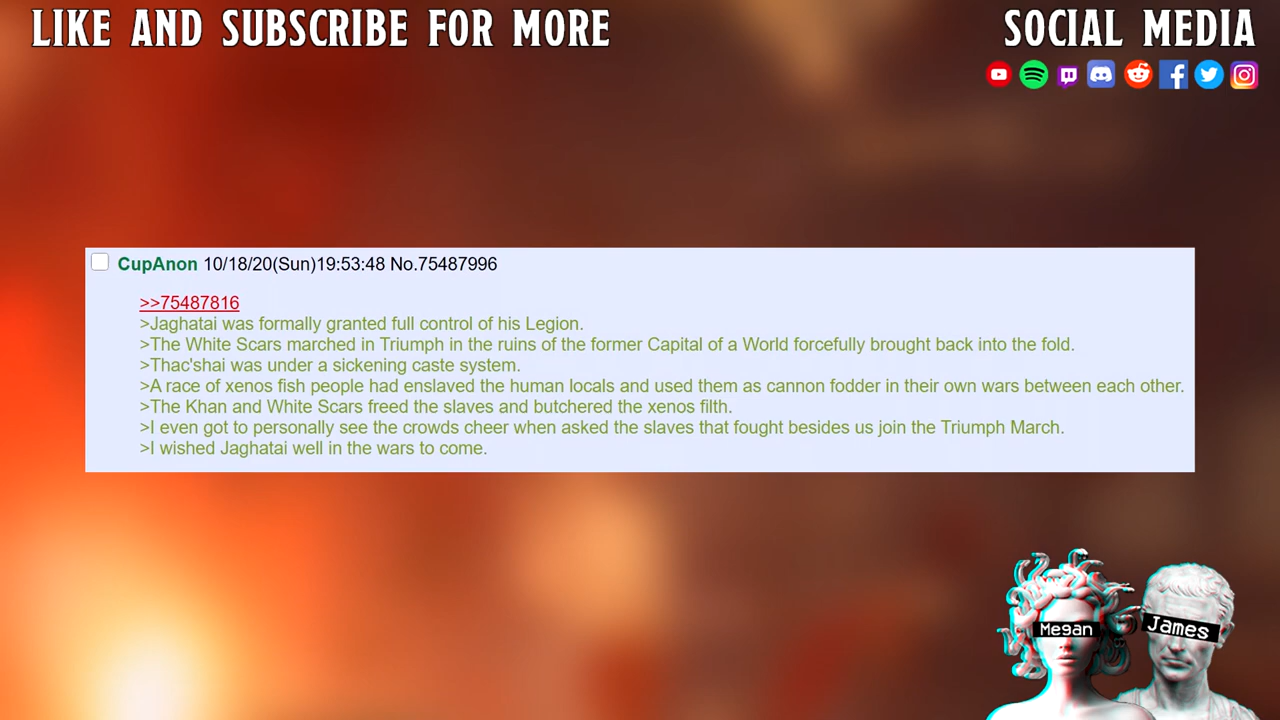 LIKE AND SUBSCRIBE FOR MORE
SOCIAL MEDIA
CupAnon 10/18/20(Sun)19:53:48 No.75487996
>>75487816
>Jaghatai was formally granted full control of his Legion.
>The White Scars marched in Triumph in the ruins of the former Capital of a World forcefully brought back into the fold.
>Thac'shai was under a sickening caste system.
>A race of xenos fish people had enslaved the human locals and used them as cannon fodder in their own wars between each other.
>The Khan and White Scars freed the slaves and butchered the xenos filth.
>I even got to personally see the crowds cheer when asked the slaves that fought besides us join the Triumph March.
>I wished Jaghatai well in the wars to come.
Megan
James